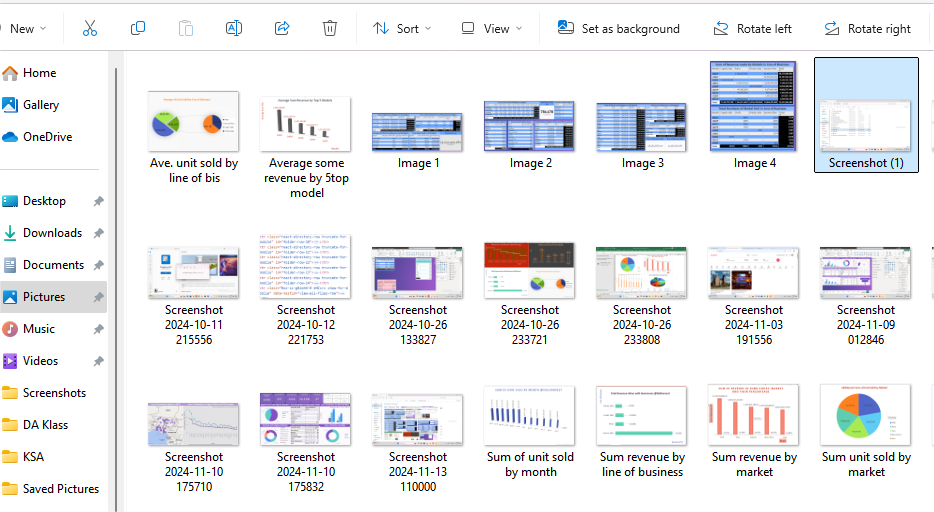 New
Sort
View
Set as background
Rotate left
Rotate right
Home
Gallery
OneDrive
Desktop
Downloads
Documents
Pictures
Music
Videos
Screenshots
DA Klass
KSA
Saved Pictures
Ave. unit sold by
line of bis
Average some
revenue by 5top
model
Image 1
Image 2
Image 3
Image 4
Screenshot (1)
Screenshot
2024-10-11
215556
Screenshot
2024-10-12
221753
Screenshot
2024-10-26
133827
Screenshot
2024-10-26
233721
Screenshot
2024-10-26
233808
Screenshot
2024-11-03
191556
Screenshot
2024-11-09
012846
Screenshot
2024-11-10
175710
Screenshot
2024-11-10
175832
Screenshot
2024-11-13
110000
Sum of unit sold
by month
Sum revenue by
line of business
Sum revenue by
market
Sum unit sold by
market